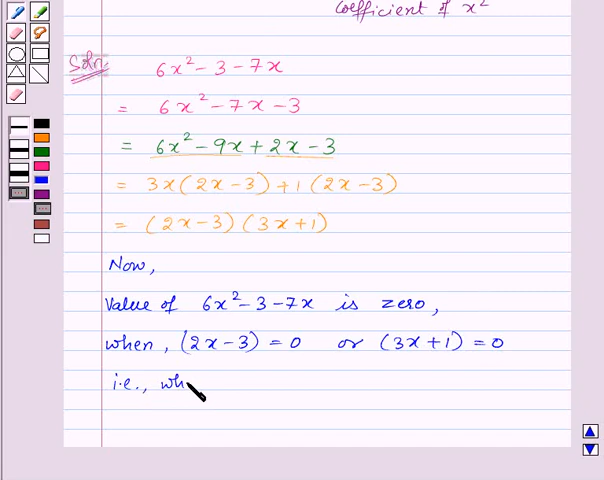 Coefficient of x²
Soln: 6x² - 3 - 7x
= 6x² - 7x - 3
= 6x² - 9x + 2x - 3
= 3x(2x - 3) + 1(2x - 3)
= (2x - 3)(3x + 1)
Now,
Value of 6x² - 3 - 7x is zero,
when, (2x - 3) = 0 or (3x + 1) = 0
i.e., wh